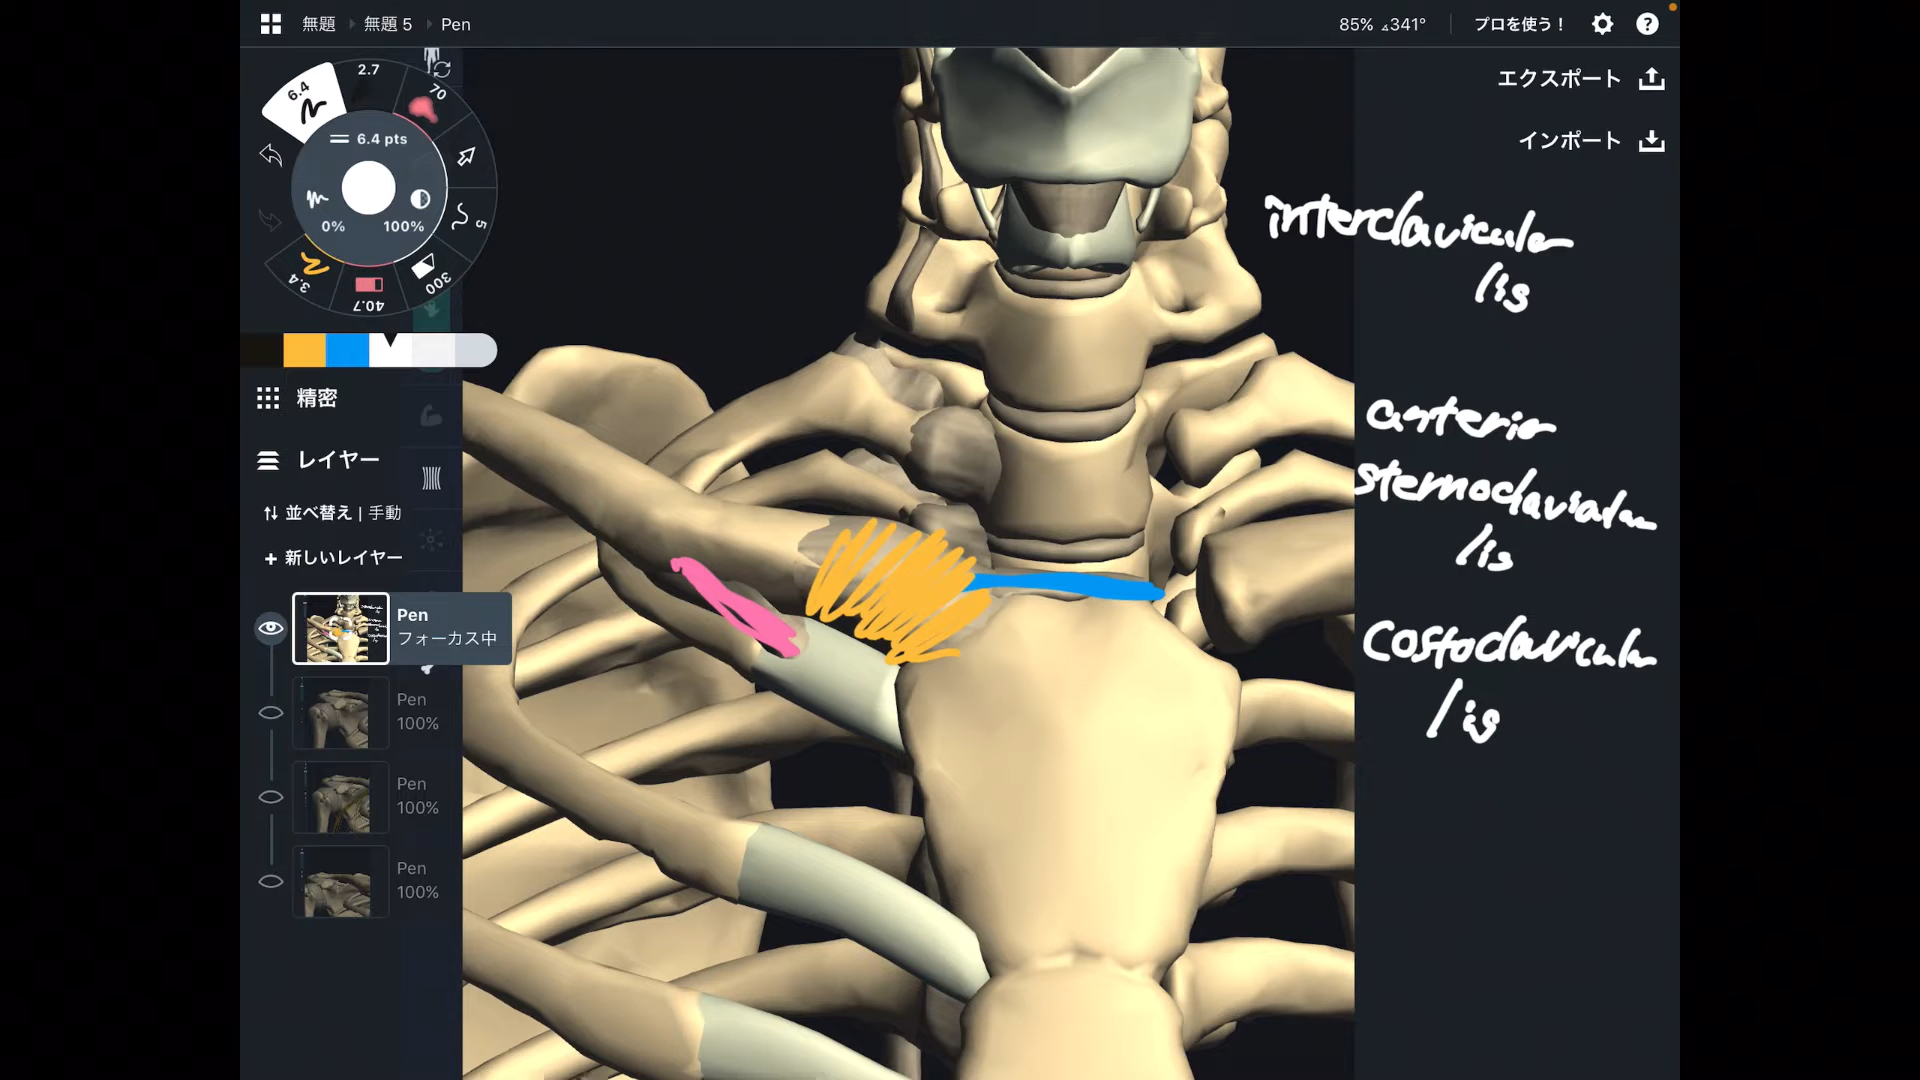 無題 無題 5 Pen
85% ⊿341°
プロを使う！
エクスポート
インポート
2.7
6.4
70
6.4 pts
0% 100%
5
300
40.7
3.4
精密
レイヤー
並べ替え | 手動
+ 新しいレイヤー
Pen
フォーカス中
Pen
100%
Pen
100%
Pen
100%
interclavicular
lig
anterior
sternoclavicular
lig
costoclavicular
lig